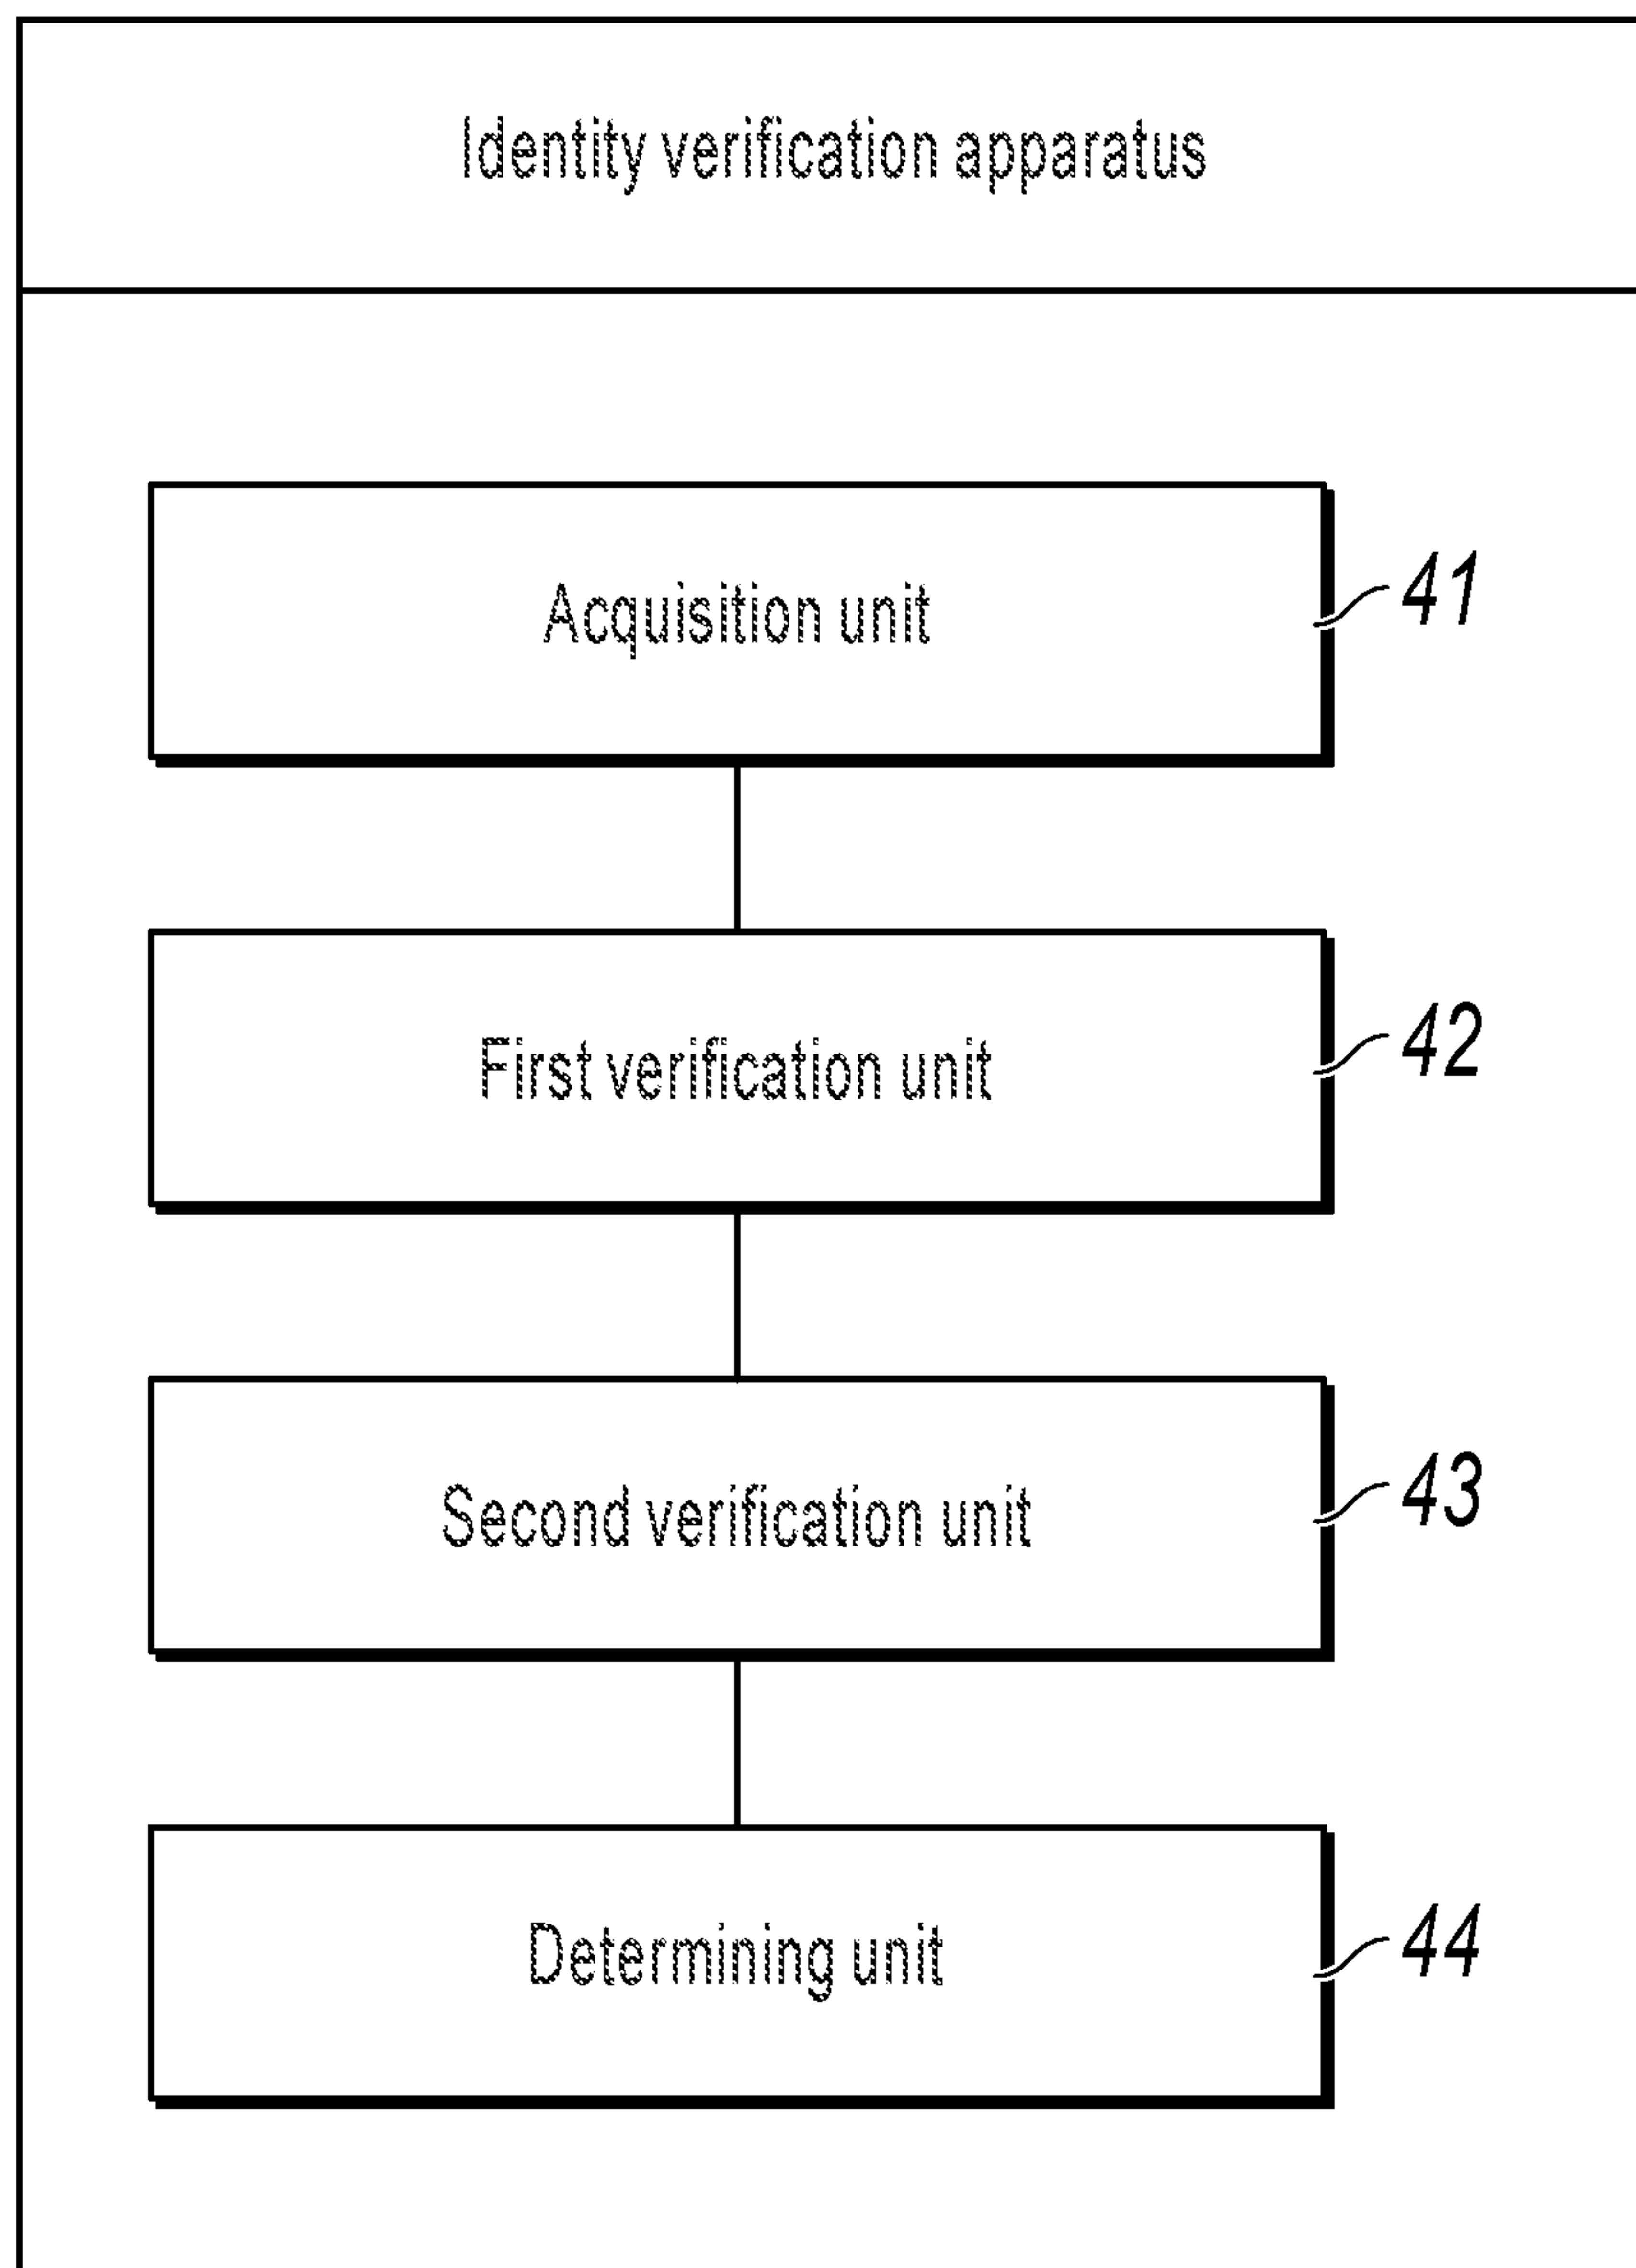 Identity verification apparatus
Acquisition unit
41
First verification unit
42
Second verification unit
43
Determining unit
44